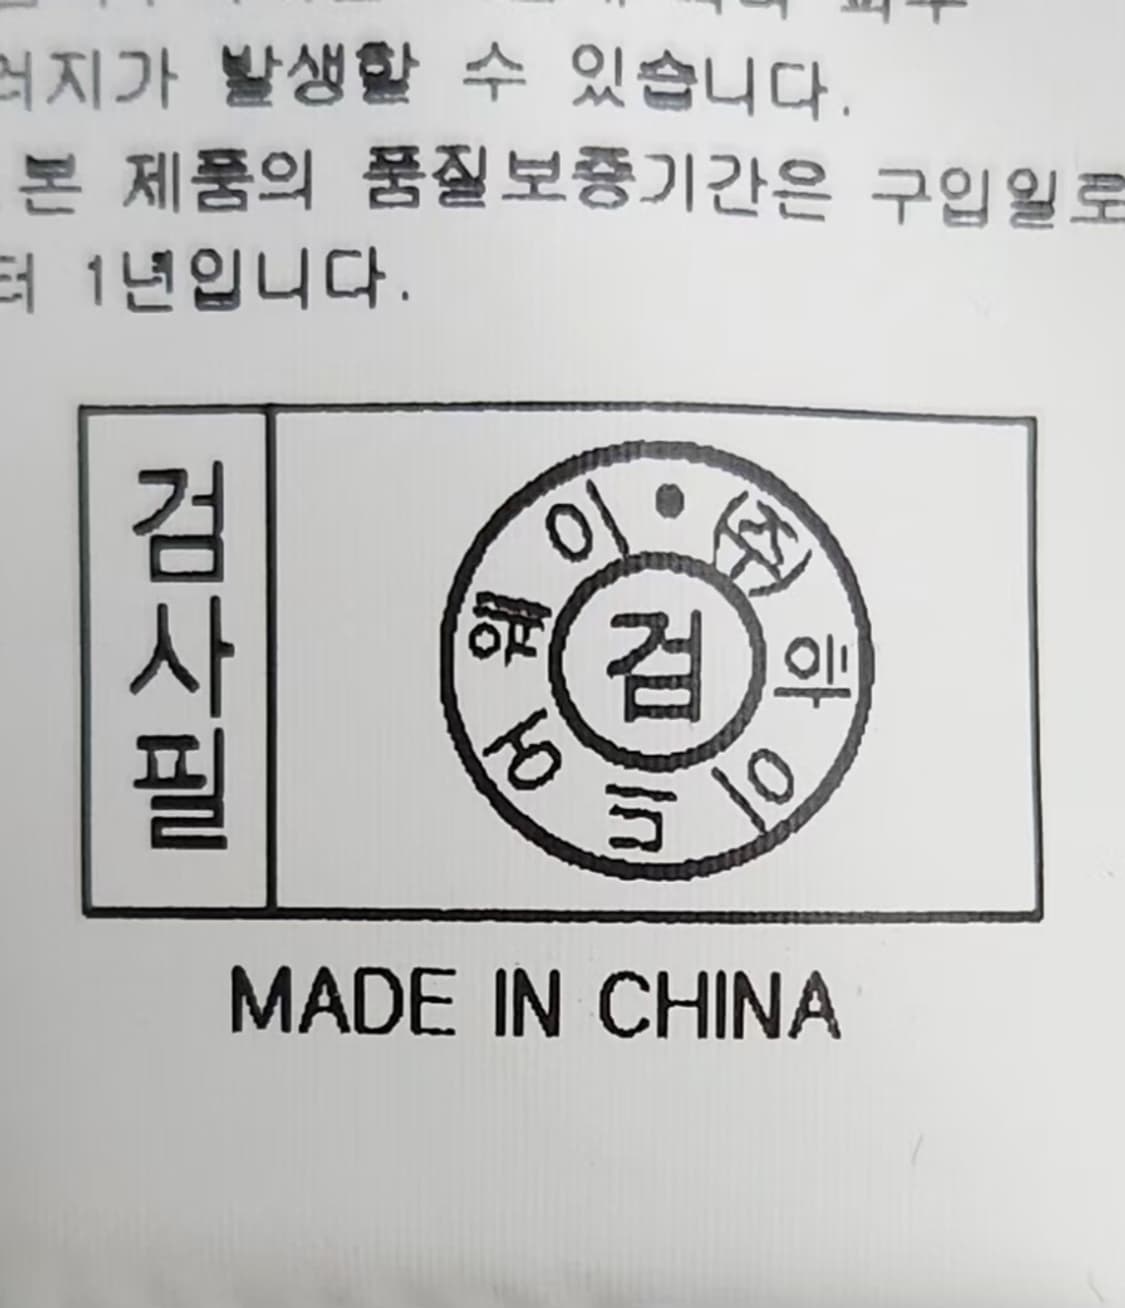 발생할 수 있습니다.
본 제품의 품질보증기간은 구입일로
터 1년입니다.
검사필
검
MADE IN CHINA